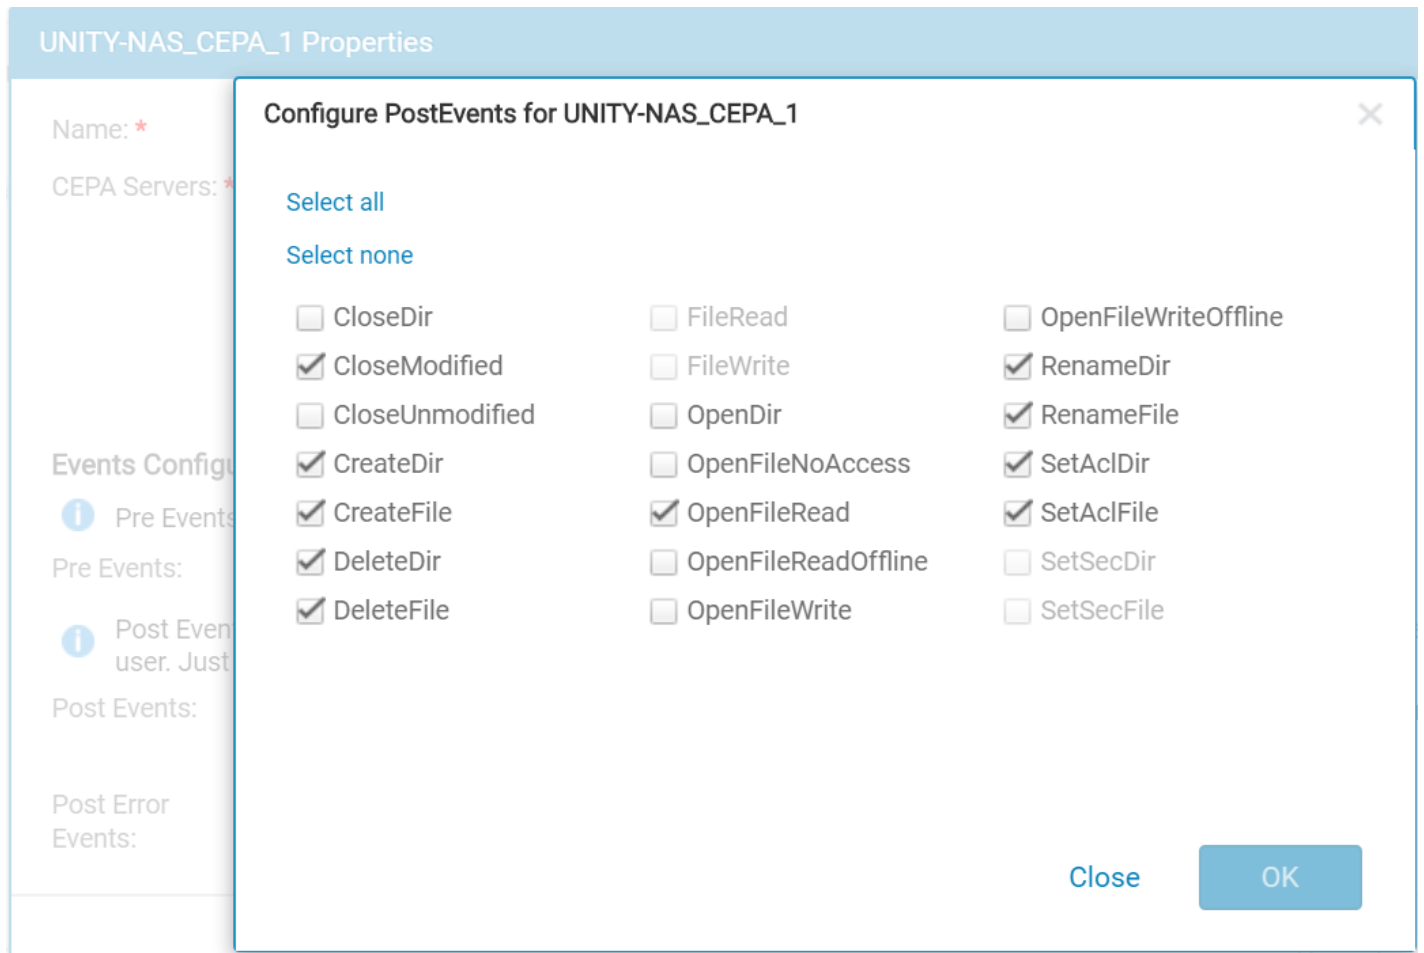 UNITY-NAS_CEPA_1 Properties
Configure PostEvents for UNITY-NAS_CEPA_1
Name: *
CEPA Servers: *
Select all
Select none
CloseDir
CloseModified
CloseUnmodified
CreateDir
CreateFile
DeleteDir
DeleteFile
FileRead
FileWrite
OpenDir
OpenFileNoAccess
OpenFileRead
OpenFileReadOffline
OpenFileWrite
OpenFileWriteOffline
RenameDir
RenameFile
SetAclDir
SetAclFile
SetSecDir
SetSecFile
Events
Pre Events
Pre Events:
Post
user. Just
Post Events:
Post Error
Events:
Close
OK